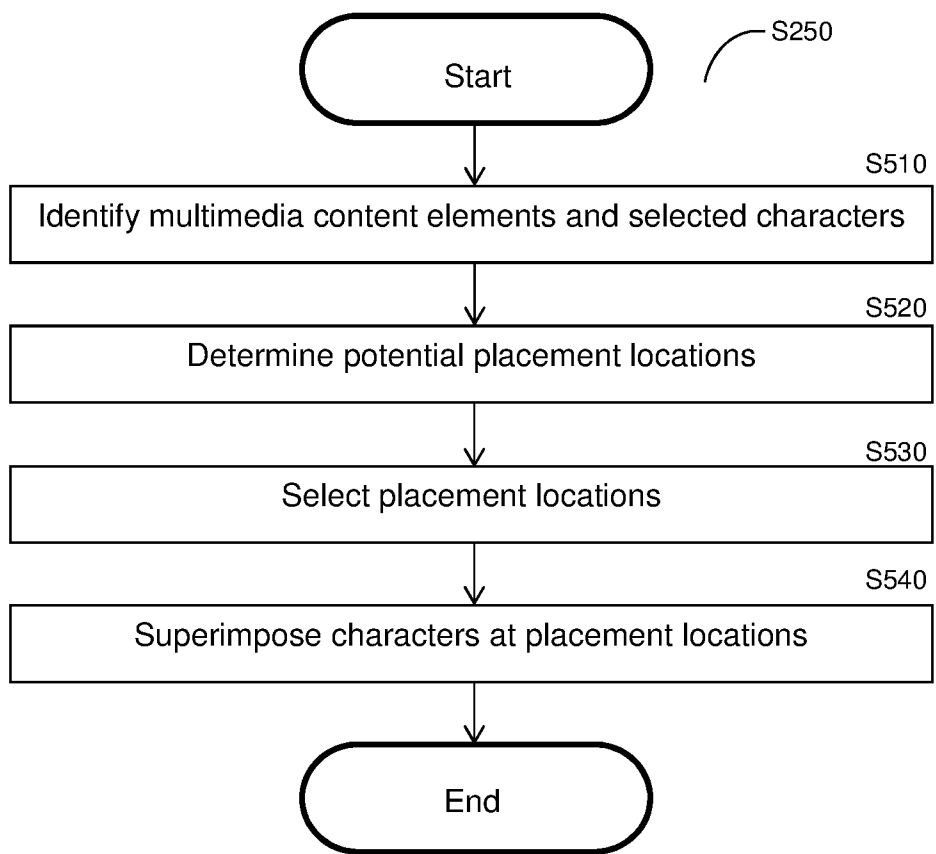 S250
Start
S510
Identify multimedia content elements and selected characters
S520
Determine potential placement locations
S530
Select placement locations
S540
Superimpose characters at placement locations
End